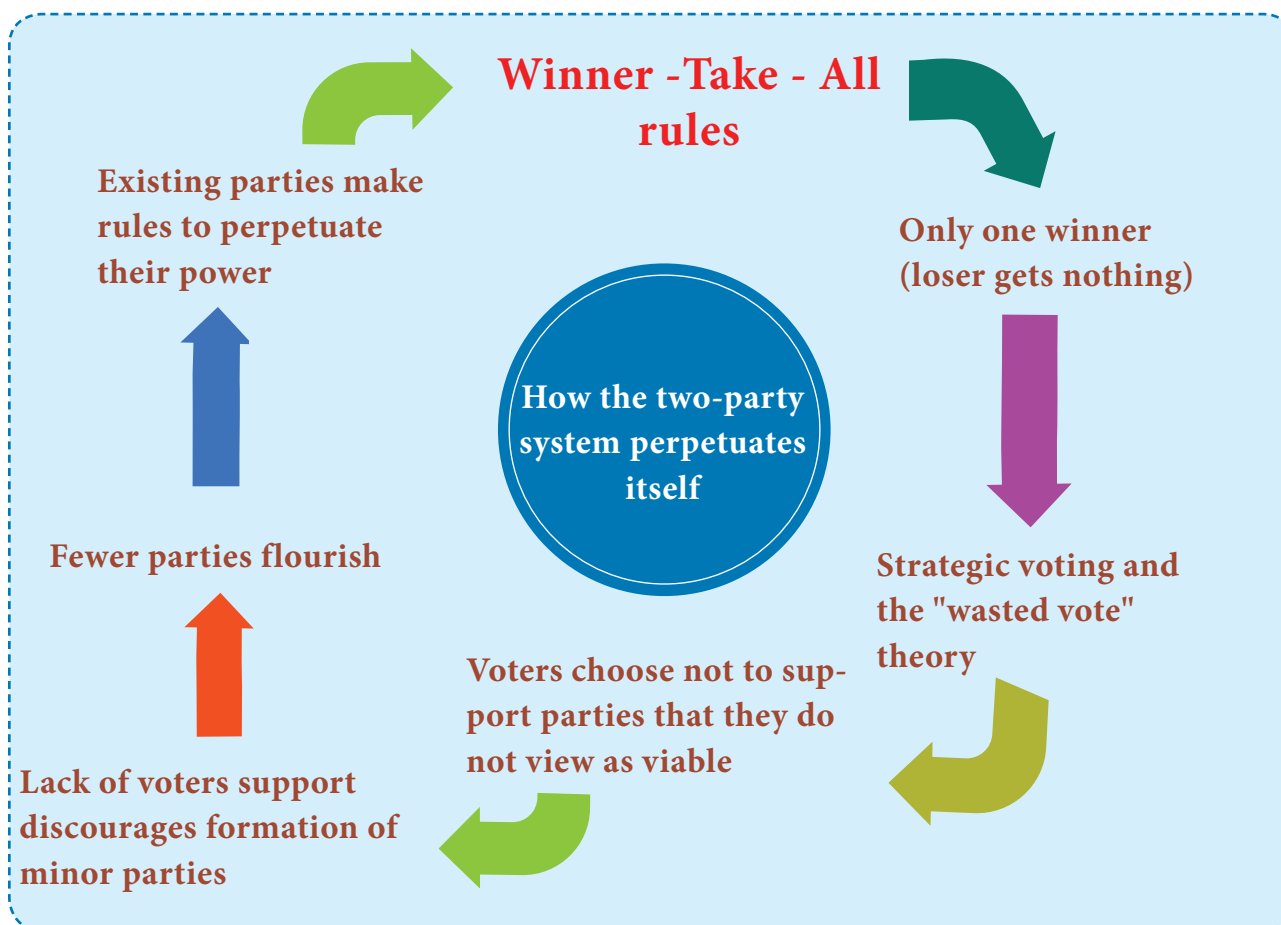 Winner -Take - All
rules
Only one winner
(loser gets nothing)
Strategic voting and
the "wasted vote"
theory
Voters choose not to sup-
port parties that they do
not view as viable
Lack of voters support
discourages formation of
minor parties
Fewer parties flourish
Existing parties make
rules to perpetuate
their power
How the two-party
system perpetuates
itself